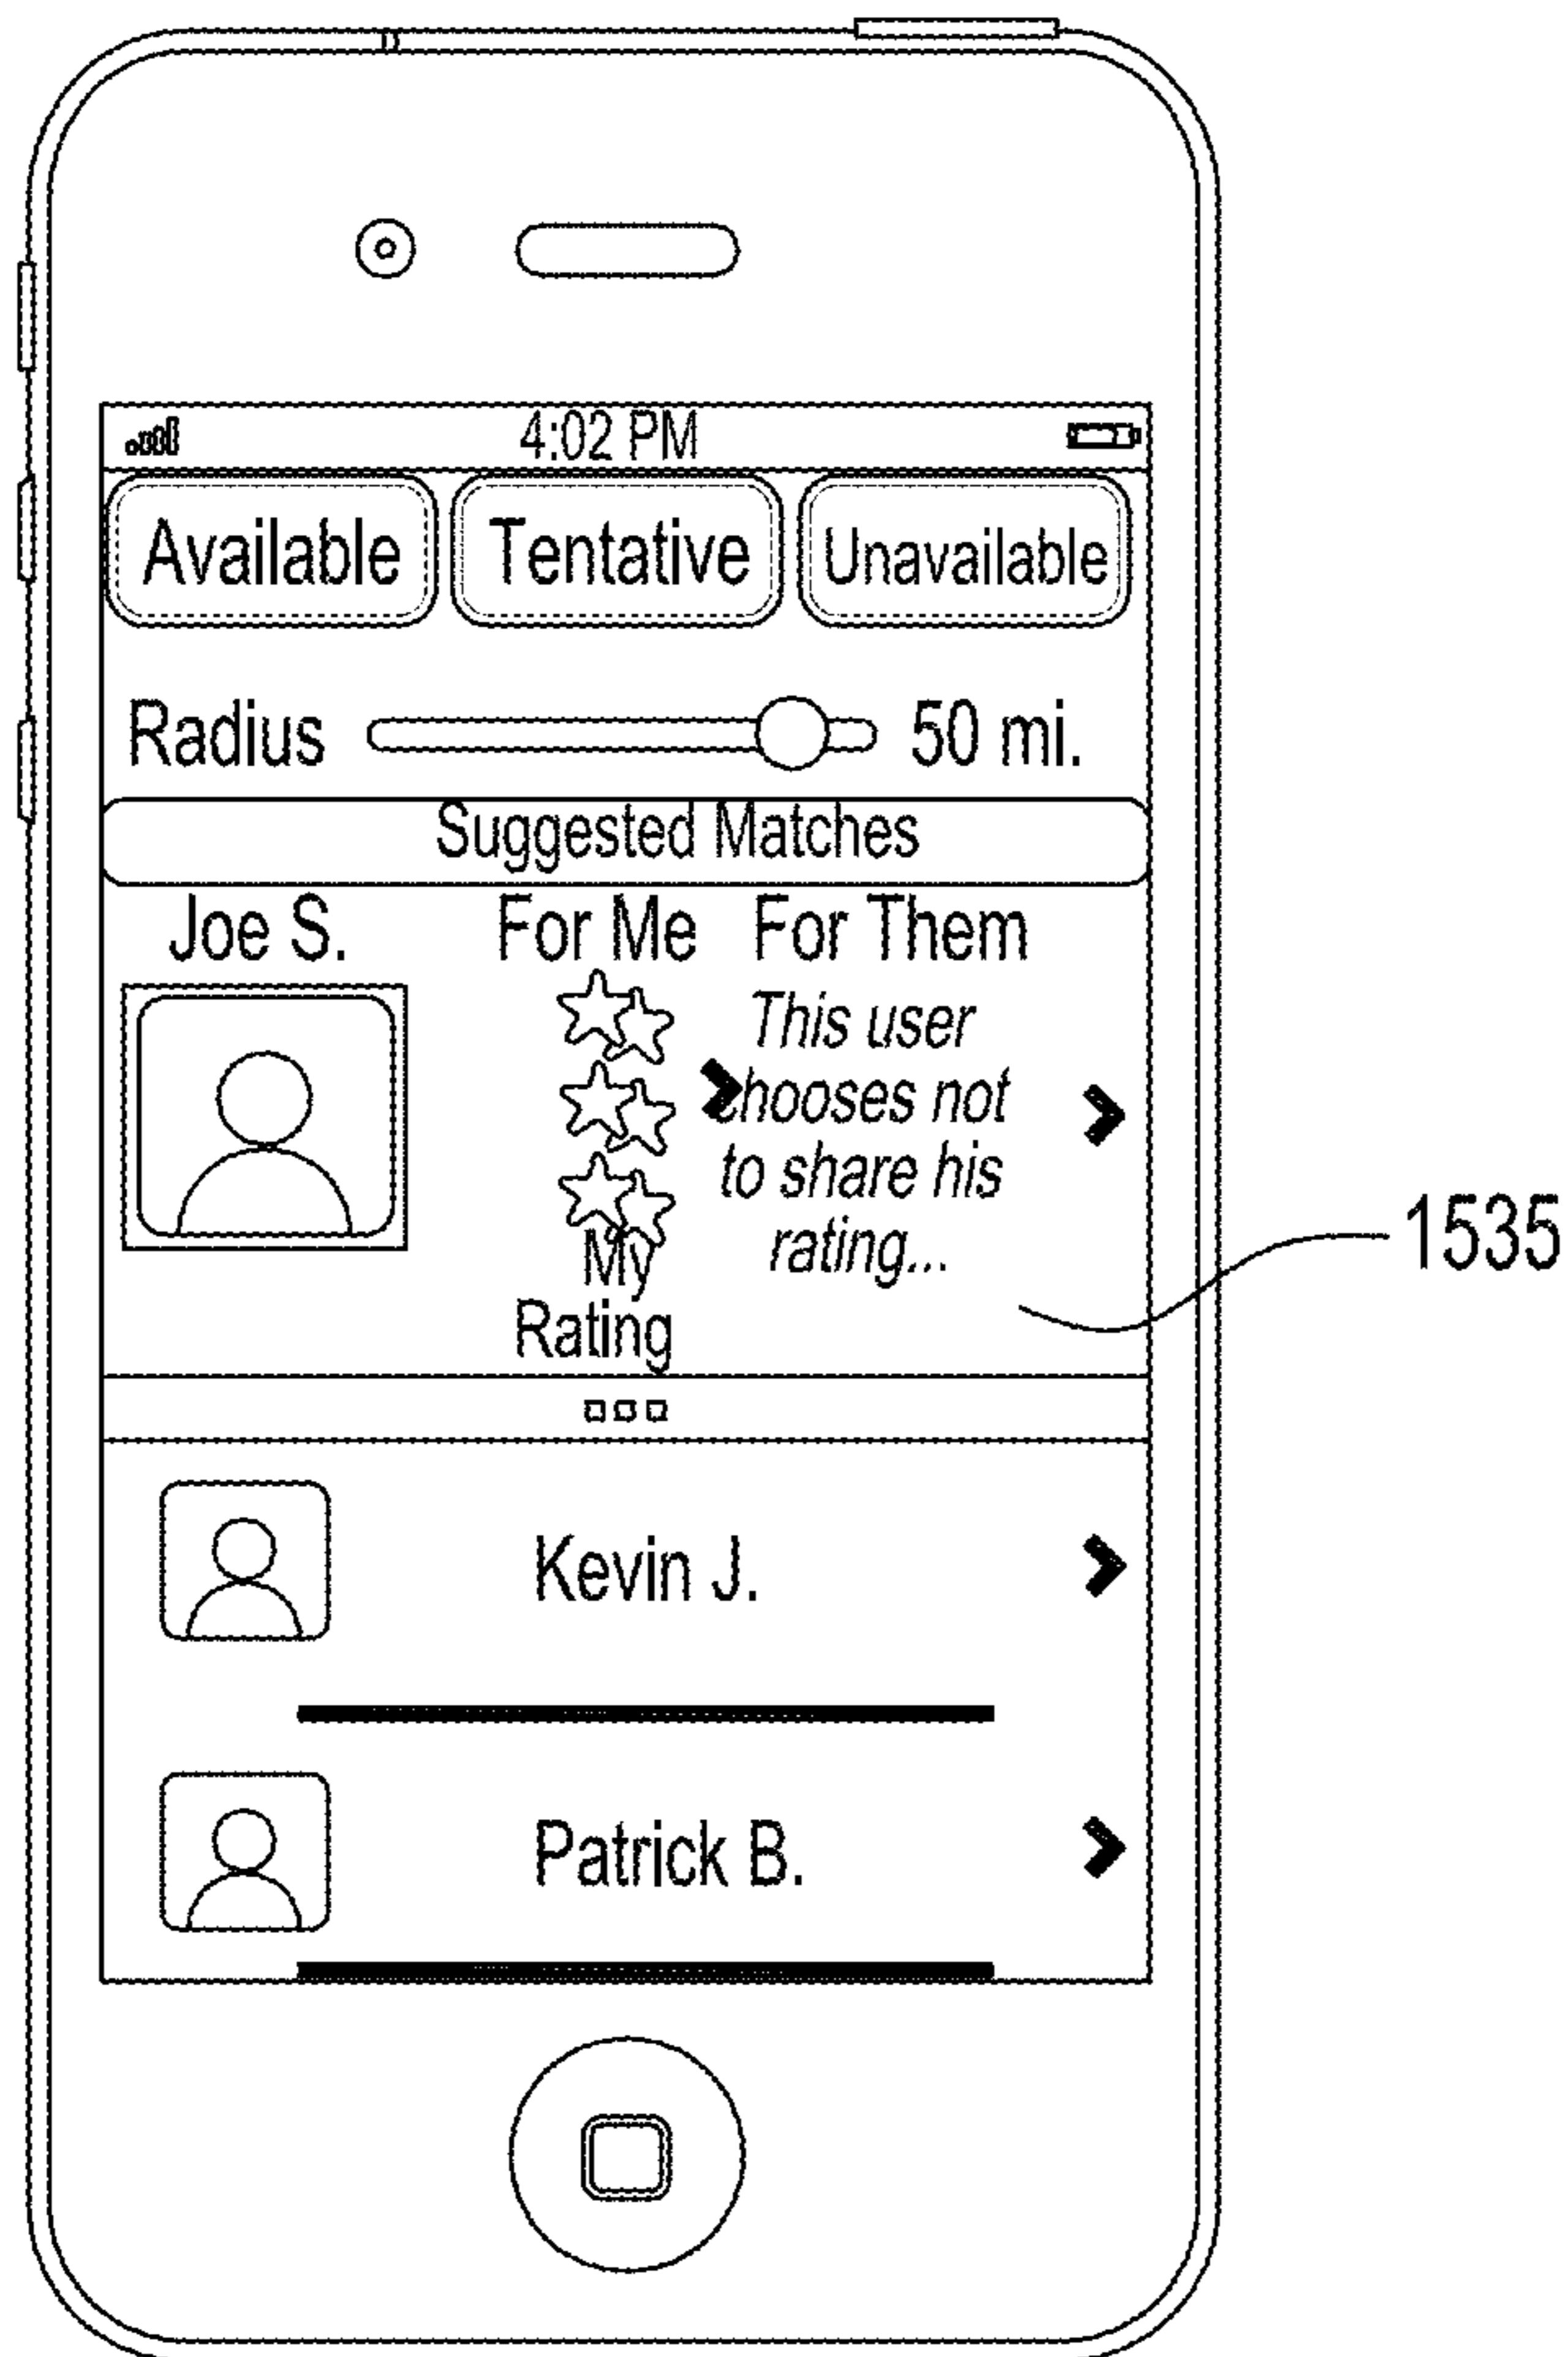 4:02 PM
Available Tentative Unavailable
Radius 50 mi.
Suggested Matches
Joe S. For Me For Them
This user
chooses not
to share his
rating...
My
Rating
1535
Kevin J.
Patrick B.